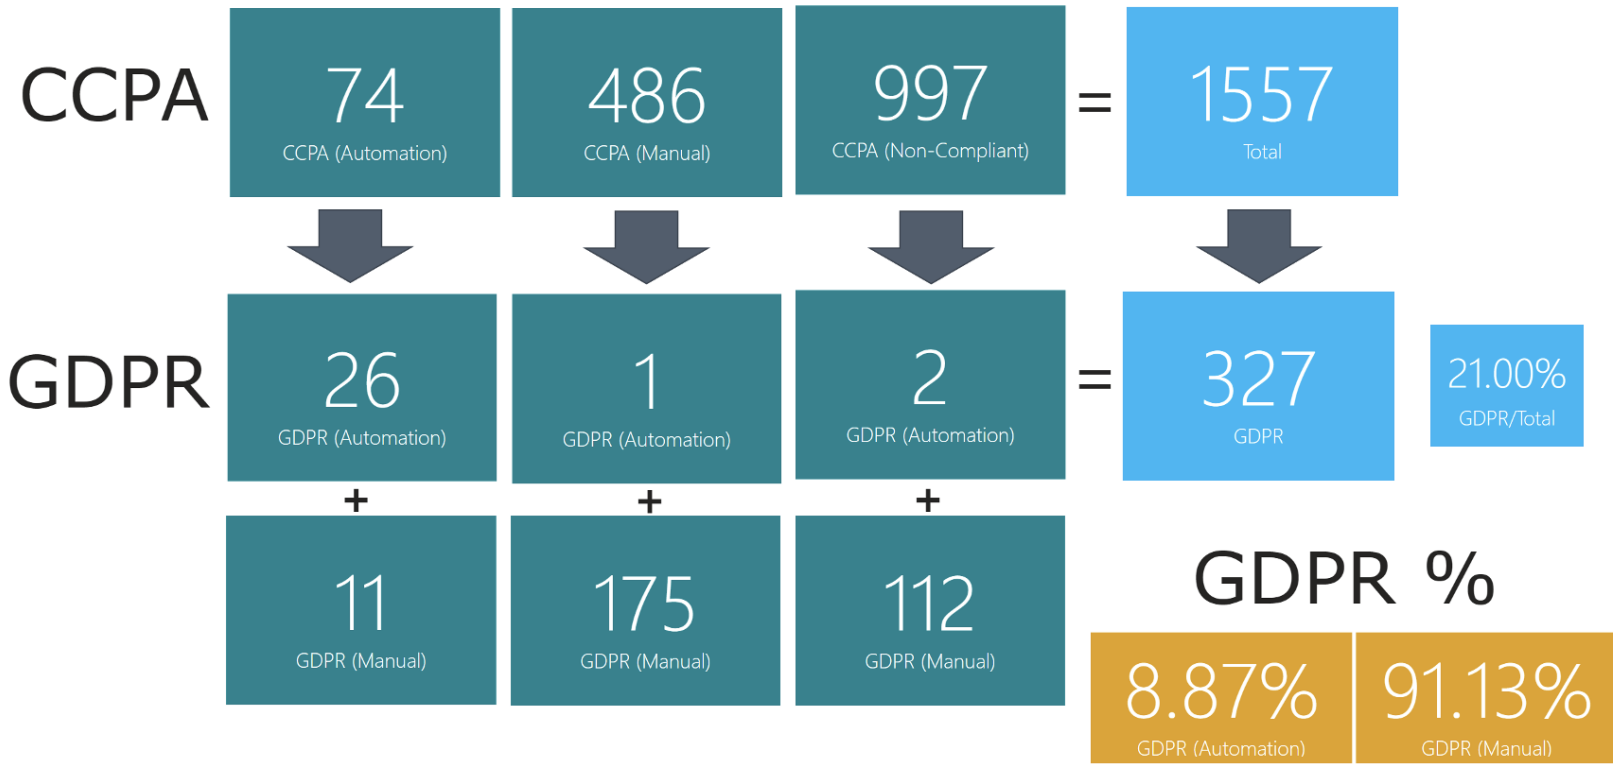 CCPA
74
CCPA (Automation)
486
CCPA (Manual)
997
CCPA (Non-Compliant)
=
1557
Total
GDPR
26
GDPR (Automation)
1
GDPR (Automation)
2
GDPR (Automation)
=
327
GDPR
21.00%
GDPR/Total
+
+
+
11
GDPR (Manual)
175
GDPR (Manual)
112
GDPR (Manual)
GDPR %
8.87%
GDPR (Automation)
91.13%
GDPR (Manual)